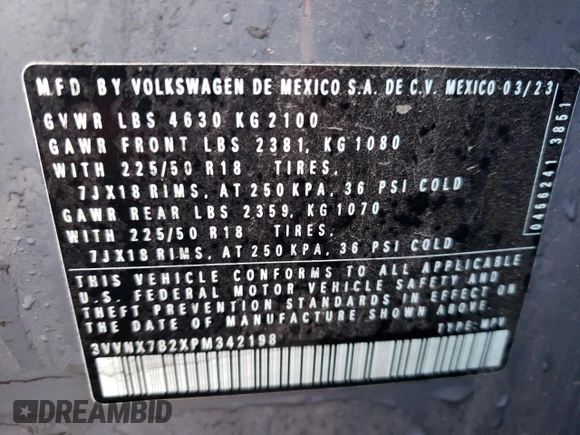 MFD. BY VOLKSWAGEN DE MEXICO S.A. DE C.V. MEXICO 03/23
GVWR LBS 4630 KG 2100
GAWR FRONT LBS 2381, KG 1080
WITH 225/50 R18 TIRES,
7JX18 RIMS, AT 250 KPA, 36 PSI COLD
GAWR REAR LBS 2359, KG 1070
WITH 225/50 R18 TIRES,
7JX18 RIMS, AT 250 KPA, 36 PSI COLD
THIS VEHICLE CONFORMS TO ALL APPLICABLE
U.S. FEDERAL MOTOR VEHICLE SAFETY AND
THEFT PREVENTION STANDARDS IN EFFECT ON
THE DATE OF MANUFACTURE SHOWN ABOVE.
3VVNX7B2XPM342198 TYPE: MPV
0456241 3851
DREAMBID